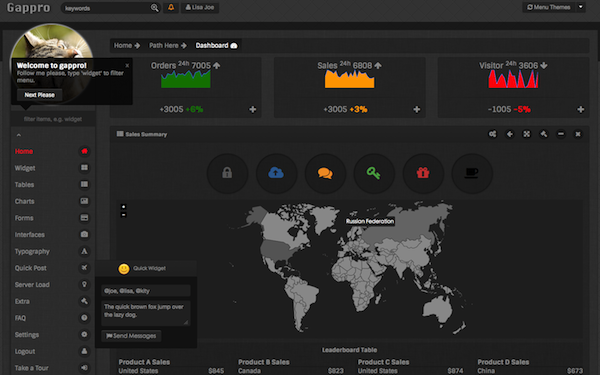 Gappro
keywords
Lisa Joe
Menu Themes
Home
Path Here
Dashboard
Welcome to gappro!
Follow me please, type 'widget' to filter
menu.
Next Please
filter items, e.g. widget
Orders 24h 7005
+3005 +6%
Sales 24h 6808
+3005 +3%
Visitor 24h 3606
-1005 -5%
Home
Widget
Tables
Charts
Forms
Interfaces
Typography
Quick Post
Server Load
Extra
FAQ
Settings
Logout
Take a Tour
Sales Summary
+
-
Russian Federation
Quick Widget
@joe, @lisa, @kity
The quick brown fox jump over
the lazy dog.
Send Messages
Leaderboard Table
Product A Sales
United States $845
Product B Sales
Canada $823
Product C Sales
United States $874
Product D Sales
China $673